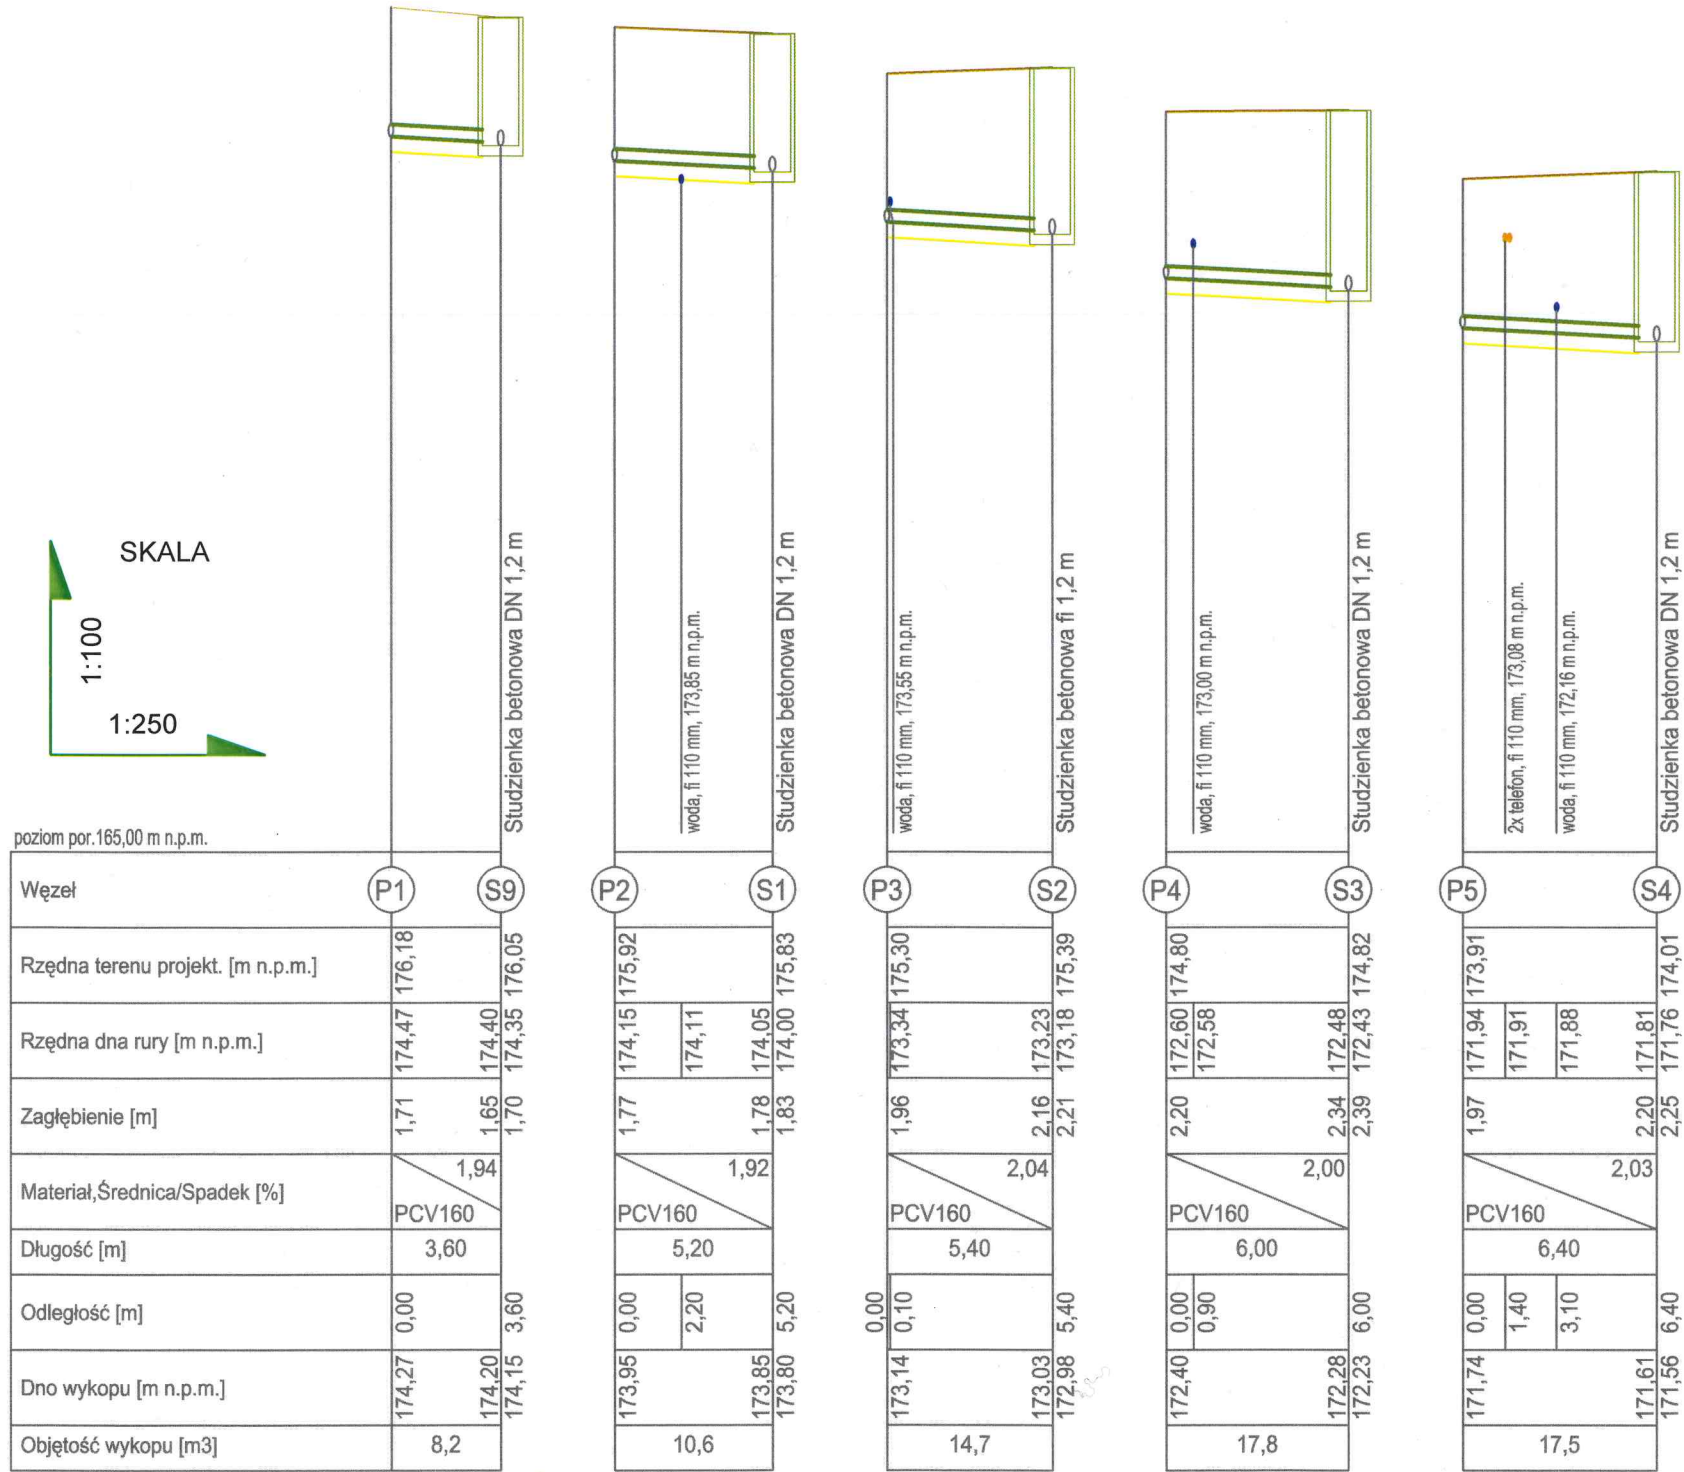 SKALA
1:100
1:250
poziom por.165,00 m n.p.m.
Studzienka betonowa DN 1,2 m
woda, fi 110 mm, 173,85 m n.p.m.
Studzienka betonowa DN 1,2 m
woda, fi 110 mm, 173,55 m n.p.m.
Studzienka betonowa fi 1,2 m
woda, fi 110 mm, 173,00 m n.p.m.
Studzienka betonowa DN 1,2 m
2x telefon, fi 110 mm, 173,08 m n.p.m.
woda, fi 110 mm, 172,16 m n.p.m.
Studzienka betonowa DN 1,2 m
Węzeł P1 S9 P2 S1 P3 S2 P4 S3 P5 S4
Rzędna terenu projekt. [m n.p.m.] 176,18 176,05 175,92 175,83 175,30 175,39 174,80 174,82 173,91 174,01
Rzędna dna rury [m n.p.m.] 174,47 174,40 174,35 174,15 174,11 174,05 174,00 173,34 173,23 173,18 172,60 172,58 172,48 172,43 171,94 171,91 171,88 171,81 171,76
Zagłębienie [m] 1,71 1,65 1,70 1,77 1,78 1,83 1,96 2,16 2,21 2,20 2,34 2,39 1,97 2,20 2,25
1,94 1,92 2,04 2,00 2,03
Materiał,Średnica/Spadek [%]
PCV160 PCV160 PCV160 PCV160 PCV160
Długość [m] 3,60 5,20 5,40 6,00 6,40
Odległość [m] 0,00 3,60 0,00 2,20 5,20 0,00 0,10 5,40 0,00 0,90 6,00 0,00 1,40 3,10 6,40
Dno wykopu [m n.p.m.] 174,27 174,20 174,15 173,95 173,85 173,80 173,14 173,03 172,98 172,40 172,28 172,23 171,74 171,61 171,56
Objętość wykopu [m3] 8,2 10,6 14,7 17,8 17,5